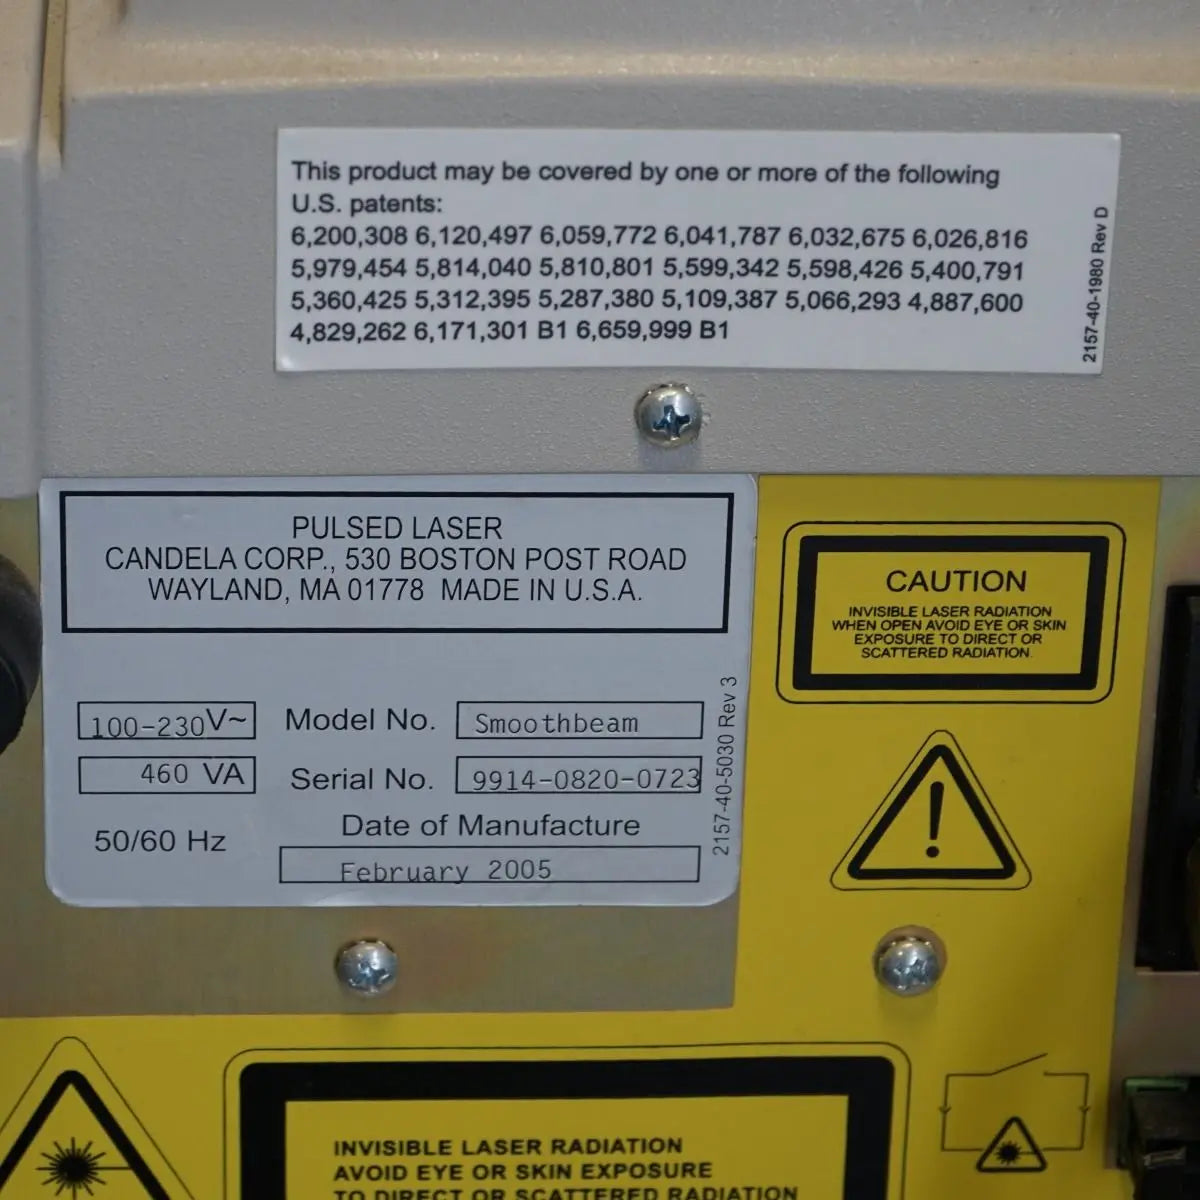 This product may be covered by one or more of the following
U.S. patents:
6,200,308 6,120,497 6,059,772 6,041,787 6,032,675 6,026,816
5,979,454 5,814,040 5,810,801 5,599,342 5,598,426 5,400,791
5,360,425 5,312,395 5,287,380 5,109,387 5,066,293 4,887,600
4,829,262 6,171,301 B1 6,659,999 B1
2157-40-1980 Rev D
PULSED LASER
CANDELA CORP., 530 BOSTON POST ROAD
WAYLAND, MA 01778 MADE IN U.S.A.
100-230V~ Model No. Smoothbeam
460 VA Serial No. 9914-0820-0723
50/60 Hz Date of Manufacture
February 2005
2157-40-5030 Rev 3
CAUTION
INVISIBLE LASER RADIATION
WHEN OPEN AVOID EYE OR SKIN
EXPOSURE TO DIRECT OR
SCATTERED RADIATION.
INVISIBLE LASER RADIATION
AVOID EYE OR SKIN EXPOSURE
TO DIRECT OR SCATTERED RADIATION